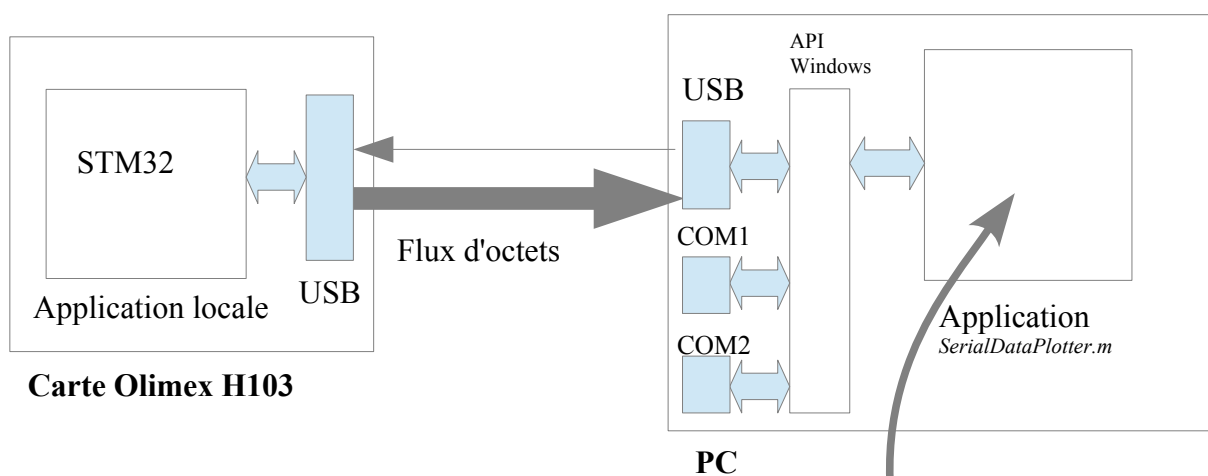 STM32
Application locale
USB
Carte Olimex H103
Flux d'octets
USB
COM1
COM2
API
Windows
Application
SerialDataPlotter.m
PC